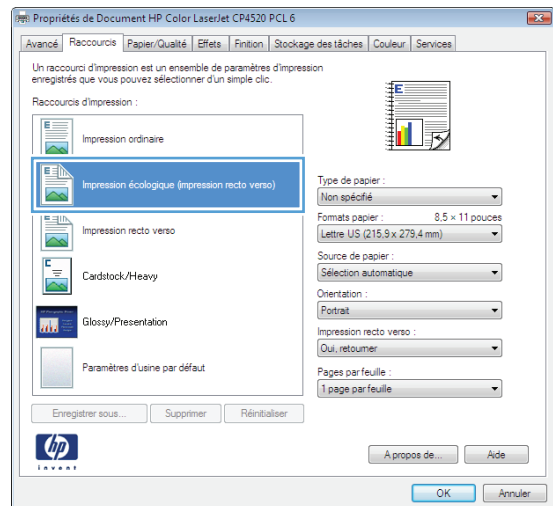 Propriétés de Document HP Color LaserJet CP4520 PCL 6
Avancé Raccourcis Papier/Qualité Effets Finition Stockage des tâches Couleur Services
Un raccourci d'impression est un ensemble de paramètres d'impression
enregistrés que vous pouvez sélectionner d'un simple clic.
Raccourcis d'impression :
Impression ordinaire
Impression écologique (impression recto verso)
Impression recto verso
Cardstock/Heavy
Glossy/Presentation
Paramètres d'usine par défaut
Enregistrer sous... Supprimer Réinitialiser
Type de papier :
Non spécifié
Formats papier : 8,5 × 11 pouces
Lettre US (215,9 x 279,4 mm)
Source de papier :
Sélection automatique
Orientation :
Portrait
Impression recto verso :
Oui, retourner
Pages par feuille :
1 page par feuille
hp
invent
A propos de... Aide
OK Annuler